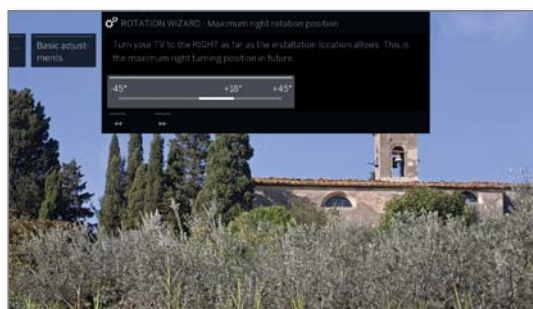 ROTATION WIZARD - Maximum right rotation position
... Basic adjust-
ments
Turn your TV to the RIGHT as far as the installation location allows. This is
the maximum right turning position in future.
-45° +18° +45°